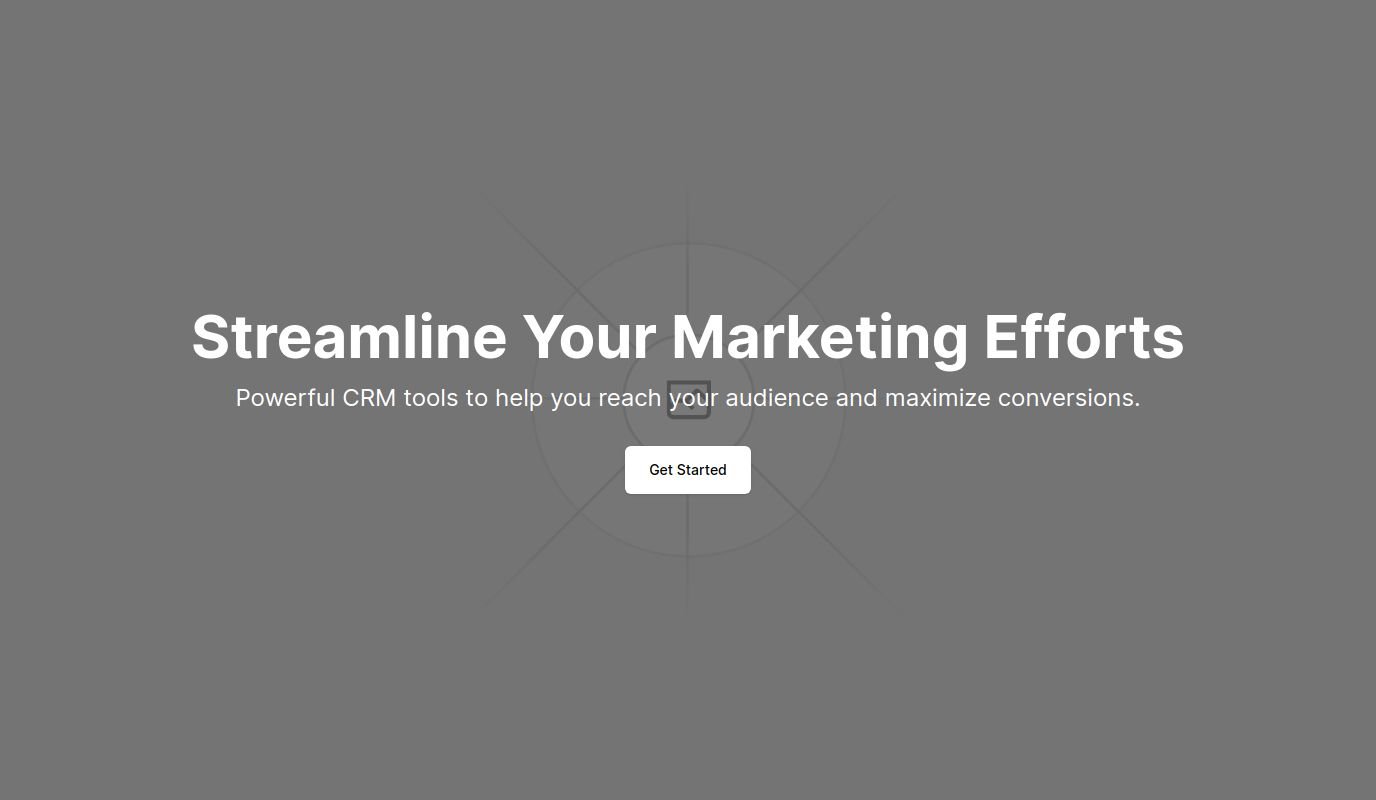 Streamline Your Marketing Efforts
Powerful CRM tools to help you reach your audience and maximize conversions.
Get Started